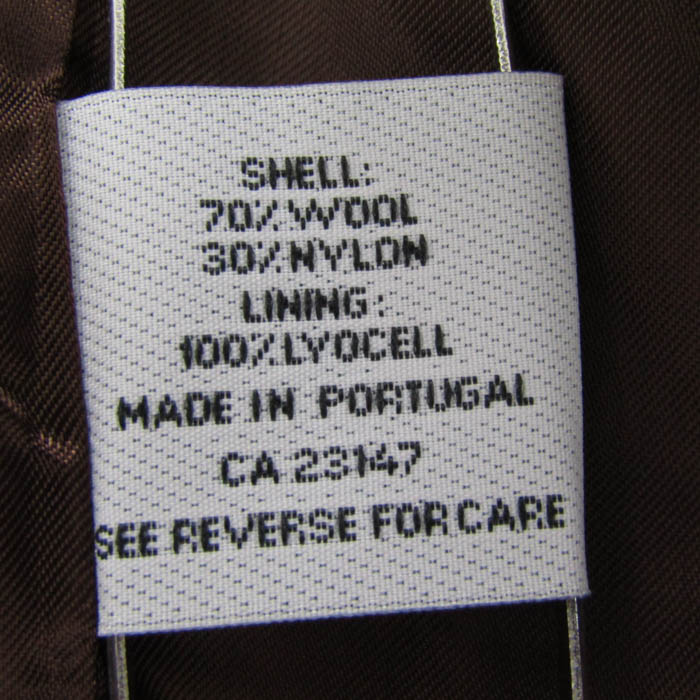 SHELL:
70% WOOL
30% NYLON
LINING:
100% LYOCELL
MADE IN PORTUGAL
CA 23147
SEE REVERSE FOR CARE